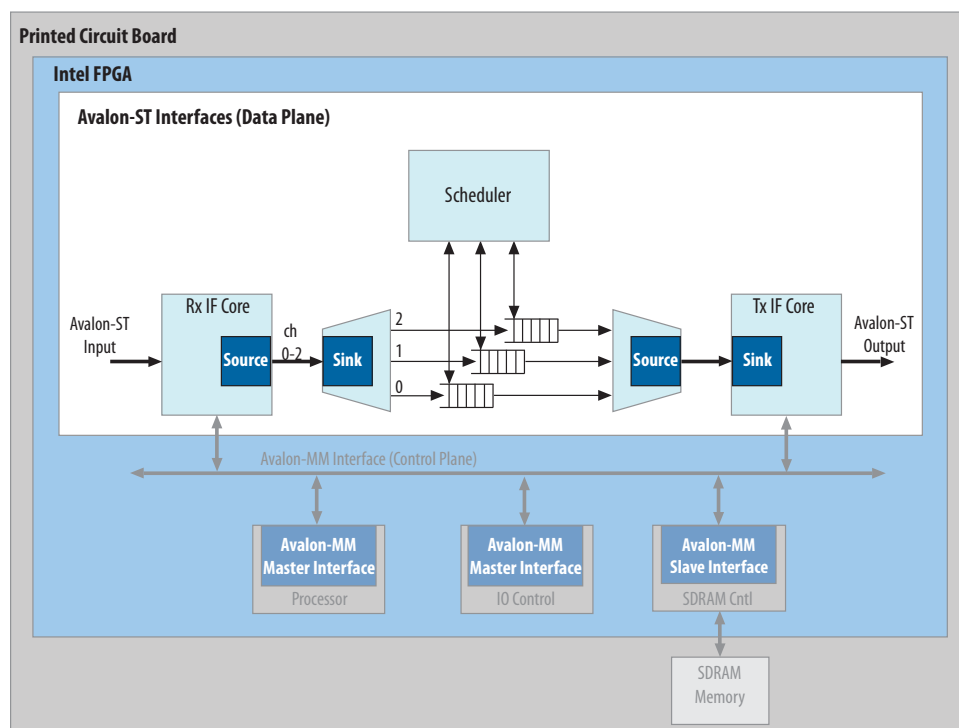 Printed Circuit Board
Intel FPGA
Avalon-ST Interfaces (Data Plane)
Scheduler
Rx IF Core
Tx IF Core
Avalon-ST
Input
ch
0-2
2
1
0
Source
Sink
Source
Sink
Avalon-ST
Output
Avalon-MM Interface (Control Plane)
Avalon-MM
Master Interface
Processor
Avalon-MM
Master Interface
IO Control
Avalon-MM
Slave Interface
SDRAM Cntl
SDRAM
Memory